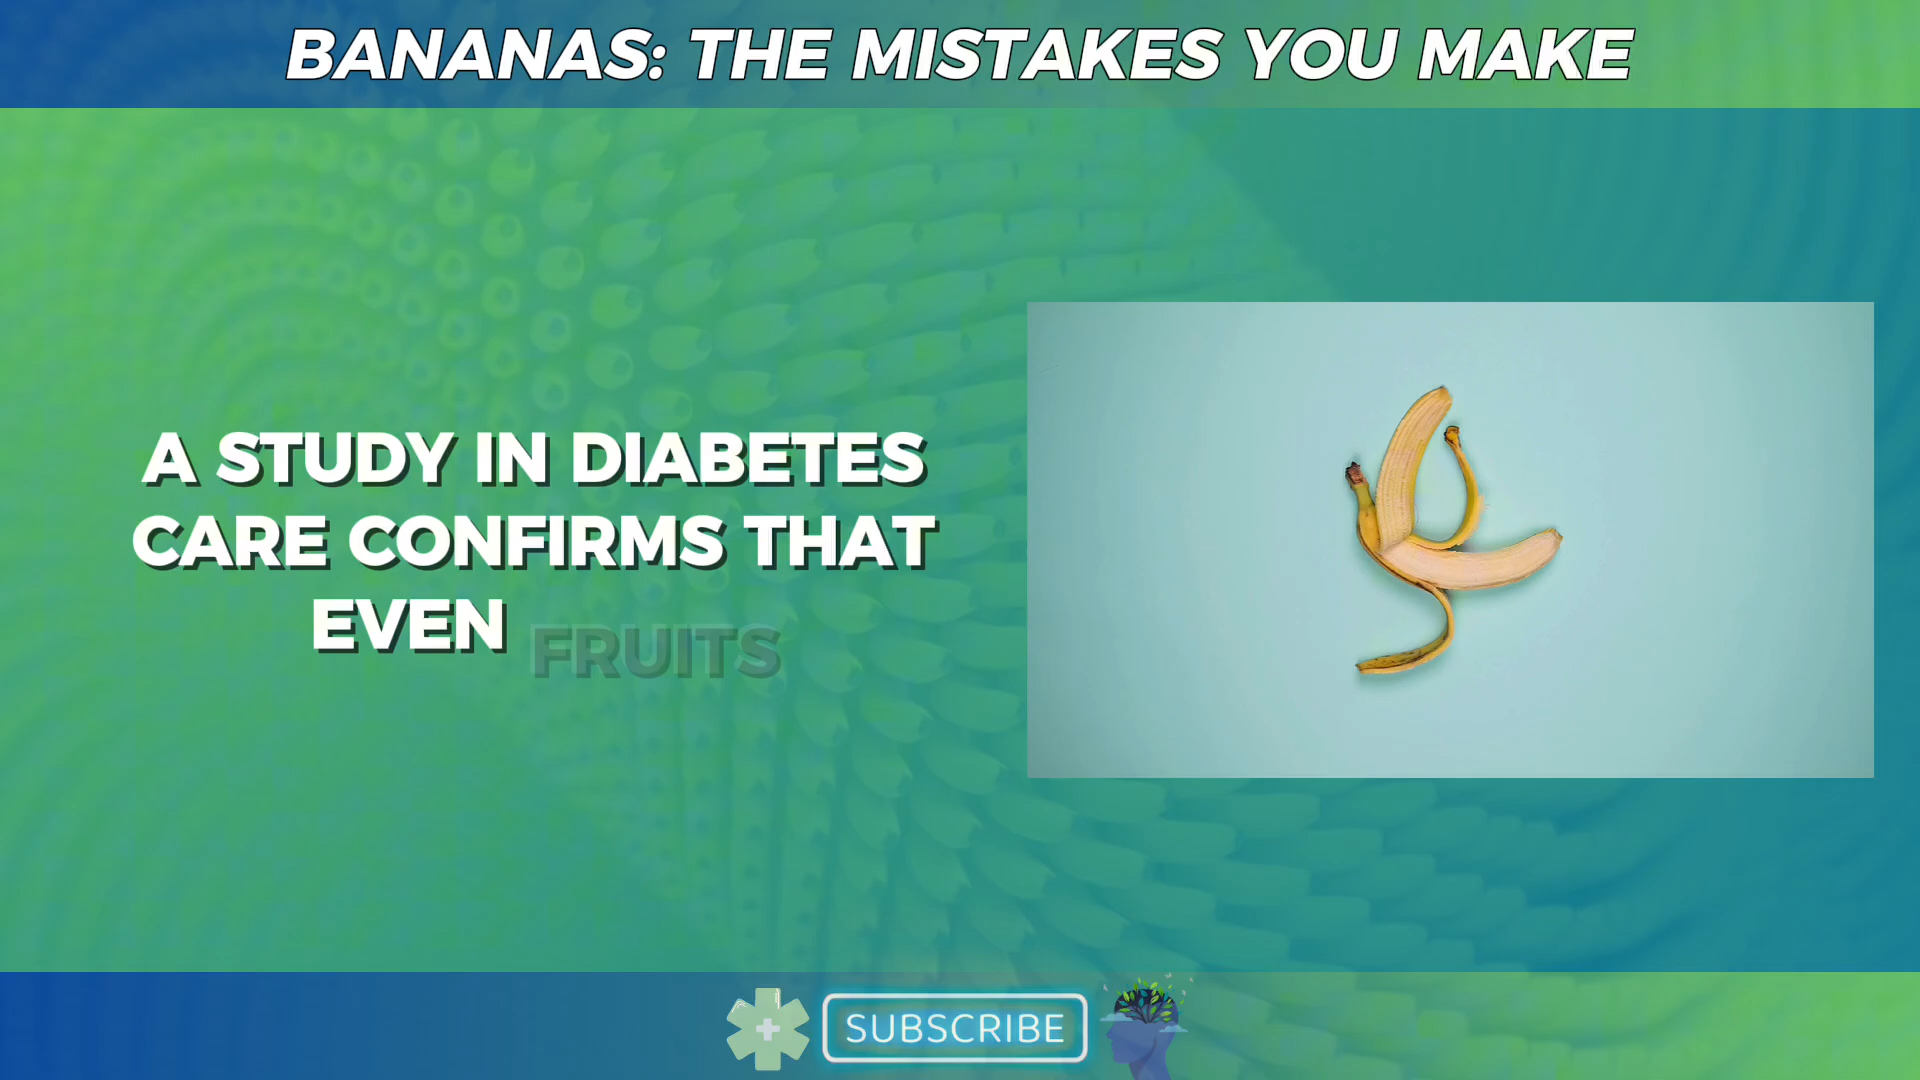 BANANAS: THE MISTAKES YOU MAKE
A STUDY IN DIABETES
CARE CONFIRMS THAT
EVEN FRUITS
SUBSCRIBE